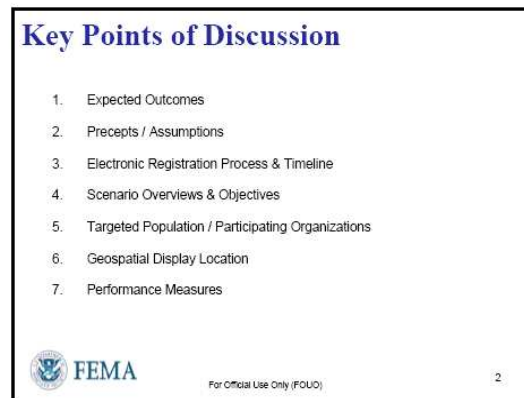 Key Points of Discussion
1. Expected Outcomes
2. Precepts / Assumptions
3. Electronic Registration Process & Timeline
4. Scenario Overviews & Objectives
5. Targeted Population / Participating Organizations
6. Geospatial Display Location
7. Performance Measures
FEMA
For Official Use Only (FOUO)
2